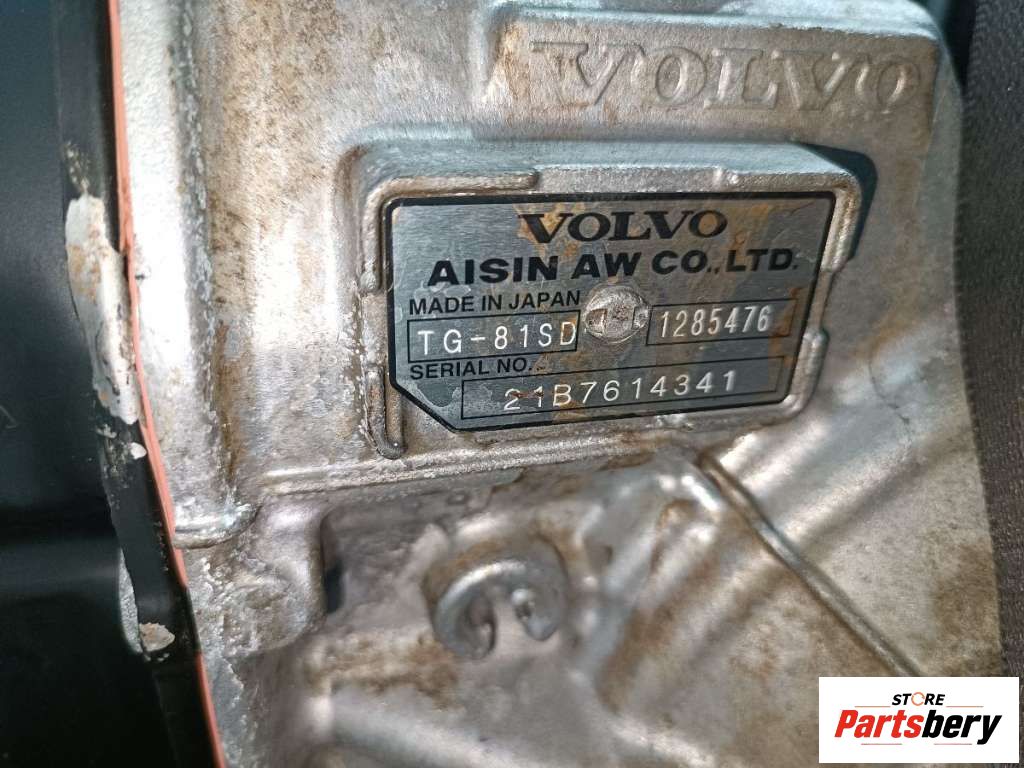 VOLVO
VOLVO
AISIN AW CO.,LTD.
MADE IN JAPAN
TG-81SD 1285476
SERIAL NO.
21B7614341
STORE
Partsbery